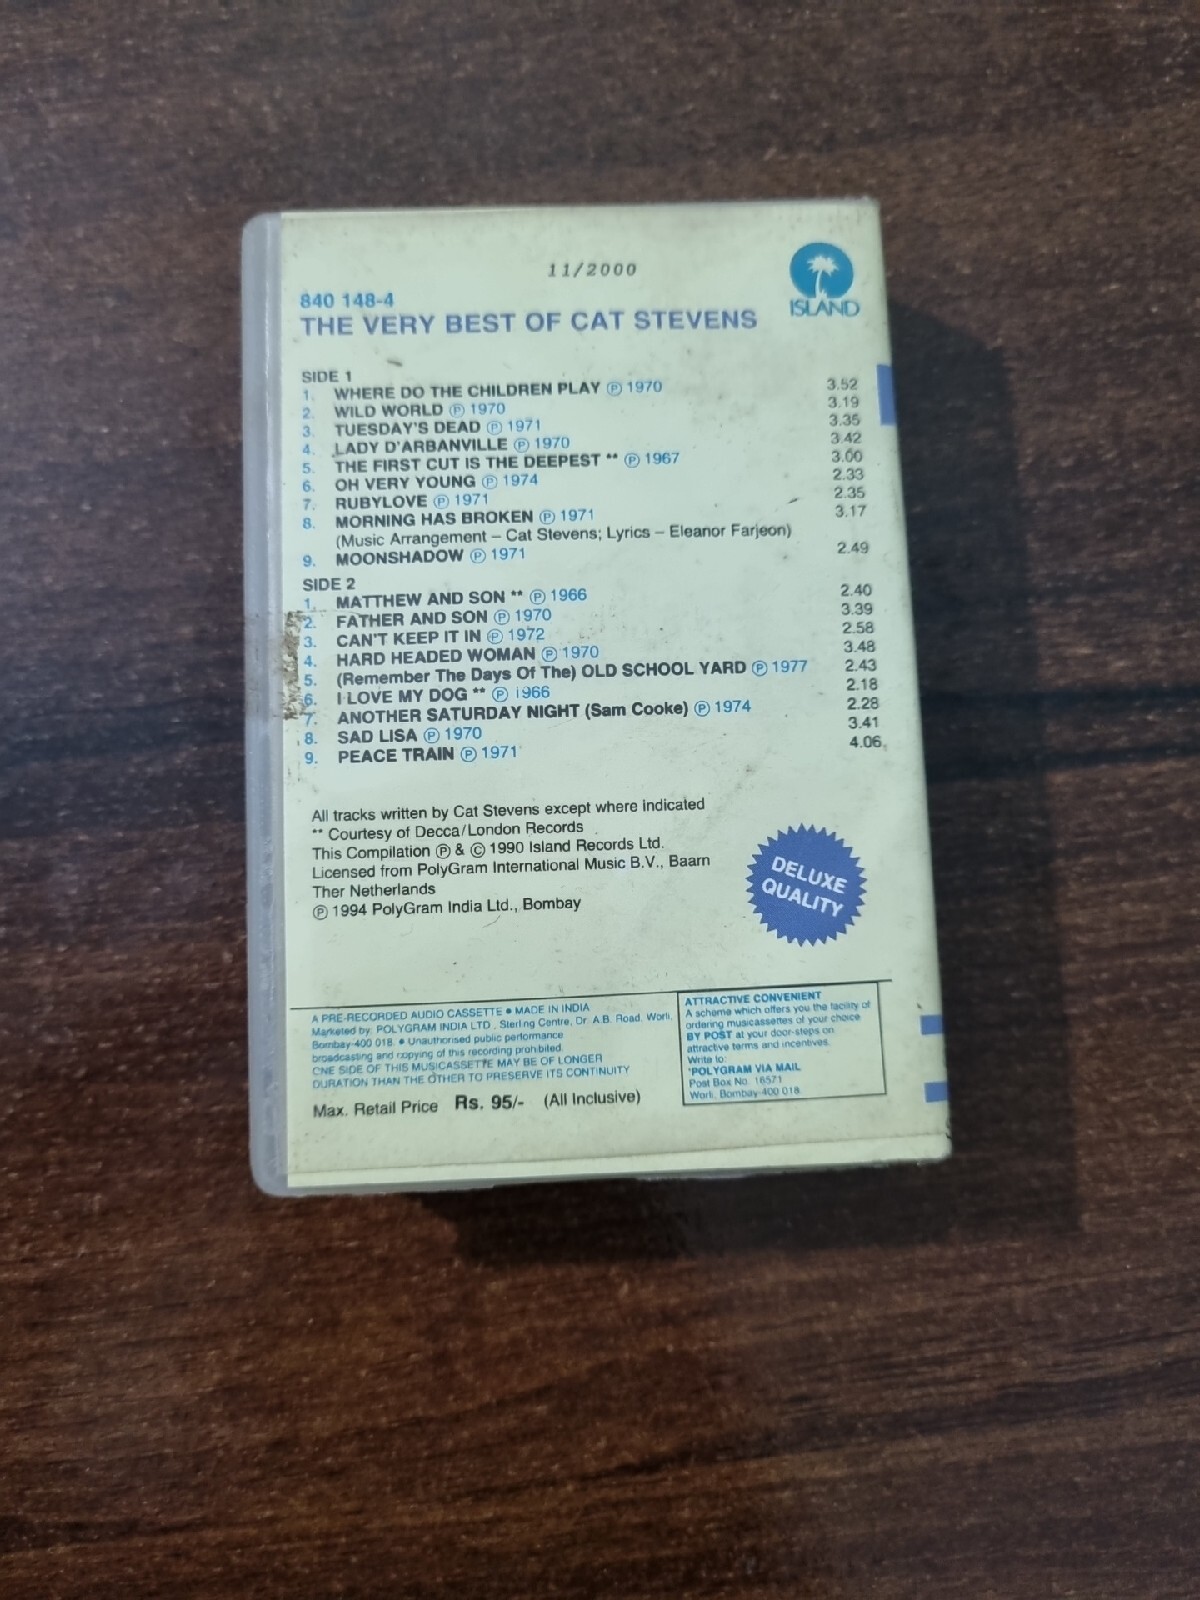 11/2000
ISLAND
840 148-4
THE VERY BEST OF CAT STEVENS
SIDE 1
1. WHERE DO THE CHILDREN PLAY ℗ 1970 3.52
2. WILD WORLD ℗ 1970 3.19
3. TUESDAY'S DEAD ℗ 1971 3.35
4. LADY D'ARBANVILLE ℗ 1970 3.42
5. THE FIRST CUT IS THE DEEPEST ** ℗ 1967 3.00
6. OH VERY YOUNG ℗ 1974 2.33
7. RUBYLOVE ℗ 1971 2.35
8. MORNING HAS BROKEN ℗ 1971 3.17
(Music Arrangement – Cat Stevens; Lyrics – Eleanor Farjeon)
9. MOONSHADOW ℗ 1971 2.49
SIDE 2
1. MATTHEW AND SON ** ℗ 1966 2.40
2. FATHER AND SON ℗ 1970 3.39
3. CAN'T KEEP IT IN ℗ 1972 2.58
4. HARD HEADED WOMAN ℗ 1970 3.48
5. (Remember The Days Of The) OLD SCHOOL YARD ℗ 1977 2.43
6. I LOVE MY DOG ** ℗ 1966 2.18
7. ANOTHER SATURDAY NIGHT (Sam Cooke) ℗ 1974 2.28
8. SAD LISA ℗ 1970 3.41
9. PEACE TRAIN ℗ 1971 4.06
All tracks written by Cat Stevens except where indicated
** Courtesy of Decca/London Records
This Compilation ℗ & © 1990 Island Records Ltd.
Licensed from PolyGram International Music B.V., Baarn
Ther Netherlands
℗ 1994 PolyGram India Ltd., Bombay
DELUXE
QUALITY
A PRE-RECORDED AUDIO CASSETTE ● MADE IN INDIA
Marketed by: POLYGRAM INDIA LTD., Sterling Centre, Dr. A.B. Road, Worli,
Bombay-400 018. ● Unauthorised public performance
broadcasting and copying of this recording prohibited.
ONE SIDE OF THIS MUSICASSETTE MAY BE OF LONGER
DURATION THAN THE OTHER TO PRESERVE ITS CONTINUITY
Max. Retail Price Rs. 95/- (All Inclusive)
ATTRACTIVE CONVENIENT
A scheme which offers you the facility of
ordering musicassettes of your choice
BY POST at your door-steps on
attractive terms and incentives.
Write to:
*POLYGRAM VIA MAIL
Post Box No. 16571
Worli, Bombay-400 018.